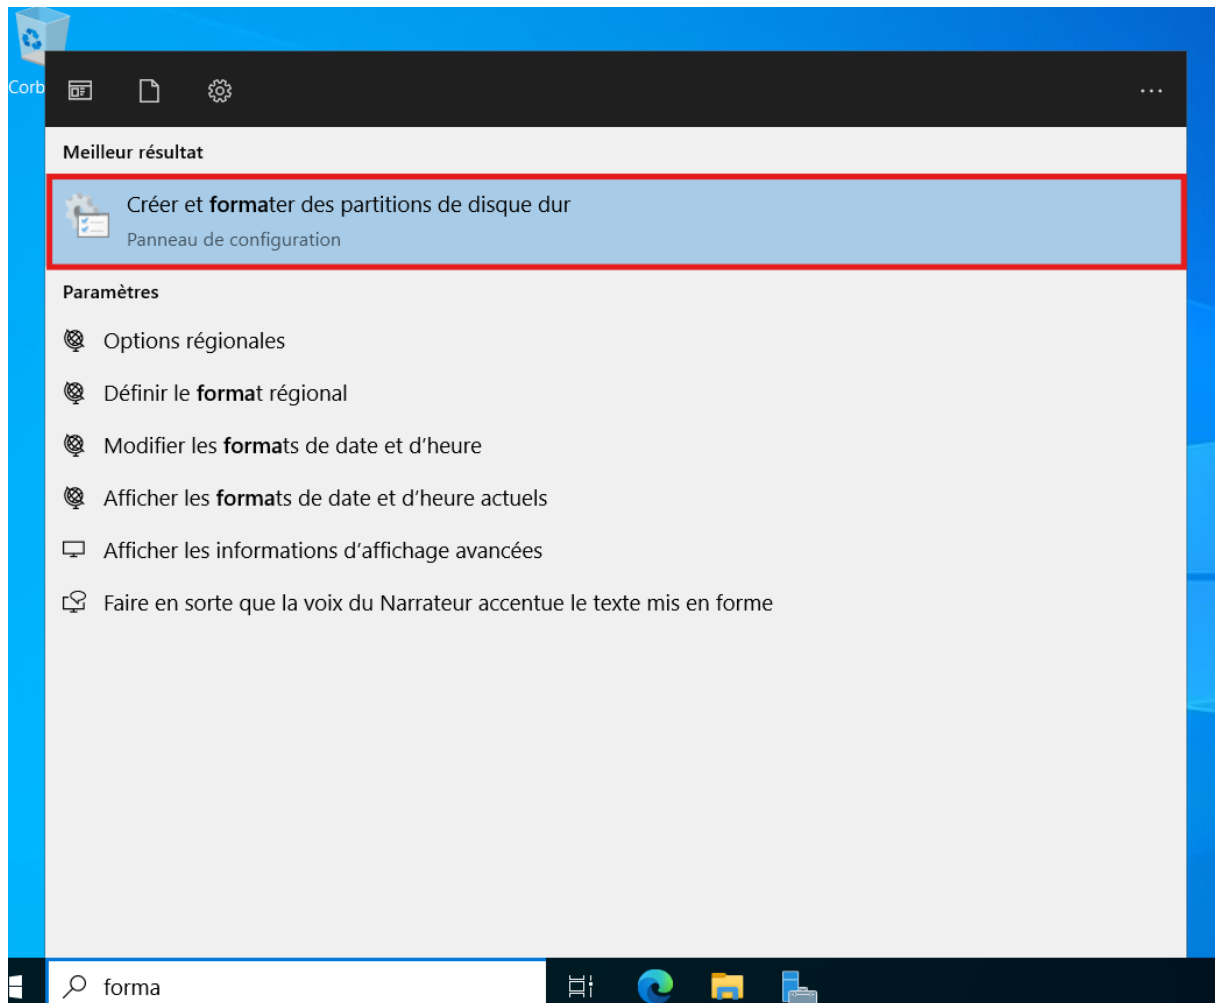 Corb
...
Meilleur résultat
Créer et formater des partitions de disque dur
Panneau de configuration
Paramètres
Options régionales
Définir le format régional
Modifier les formats de date et d'heure
Afficher les formats de date et d'heure actuels
Afficher les informations d'affichage avancées
Faire en sorte que la voix du Narrateur accentue le texte mis en forme
forma